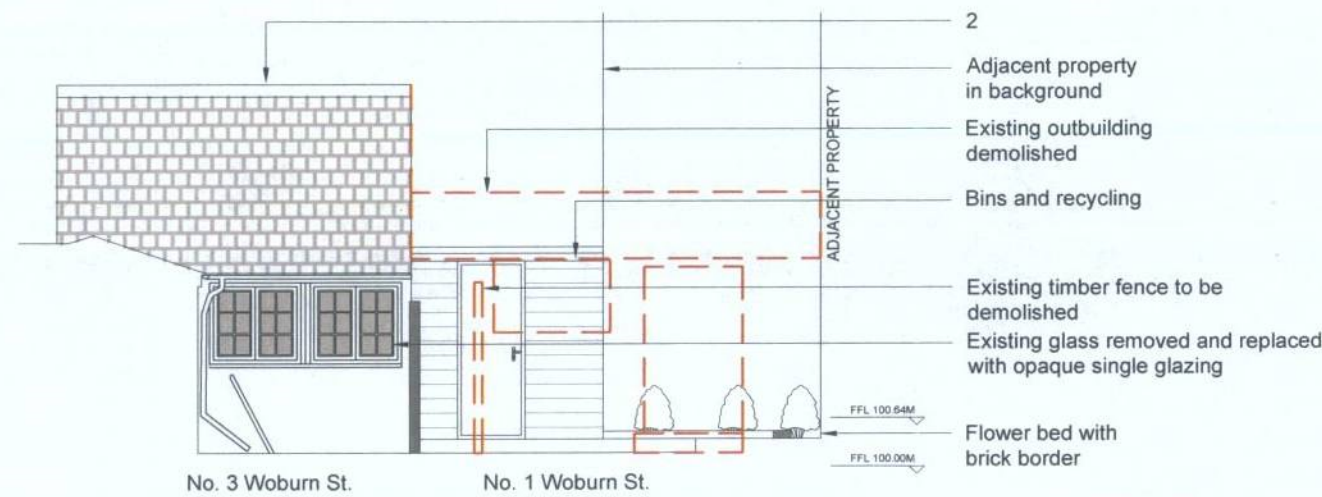 2
Adjacent property
in background
Existing outbuilding
demolished
ADJACENT PROPERTY
Bins and recycling
Existing timber fence to be
demolished
Existing glass removed and replaced
with opaque single glazing
FFL 100.64M
Flower bed with
brick border
FFL 100.00M
No. 3 Woburn St.
No. 1 Woburn St.